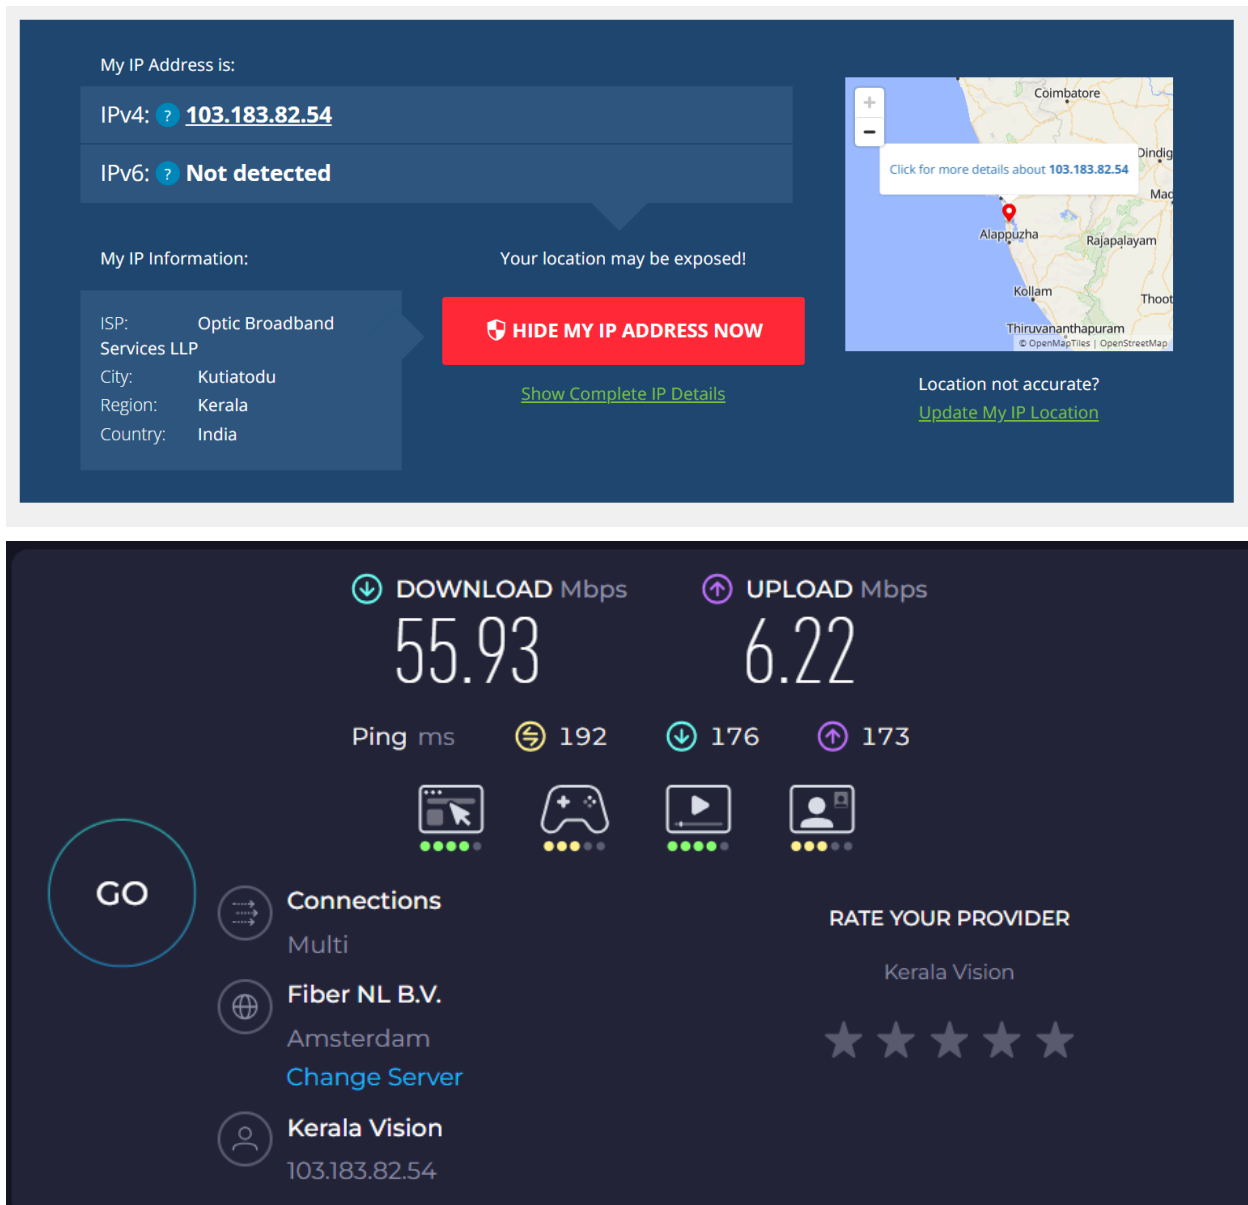 My IP Address is:
IPv4: ? 103.183.82.54
IPv6: ? Not detected
My IP Information:
ISP: Optic Broadband
Services LLP
City: Kutiatodu
Region: Kerala
Country: India
Your location may be exposed!
HIDE MY IP ADDRESS NOW
Show Complete IP Details
+
−
Coimbatore
Dindig
Click for more details about 103.183.82.54
Mad
Alappuzha
Rajapalayam
Kollam
Thoot
Thiruvananthapuram
© OpenMapTiles | OpenStreetMap
Location not accurate?
Update My IP Location
DOWNLOAD Mbps
55.93
UPLOAD Mbps
6.22
Ping ms 192 176 173
GO
Connections
Multi
Fiber NL B.V.
Amsterdam
Change Server
Kerala Vision
103.183.82.54
RATE YOUR PROVIDER
Kerala Vision